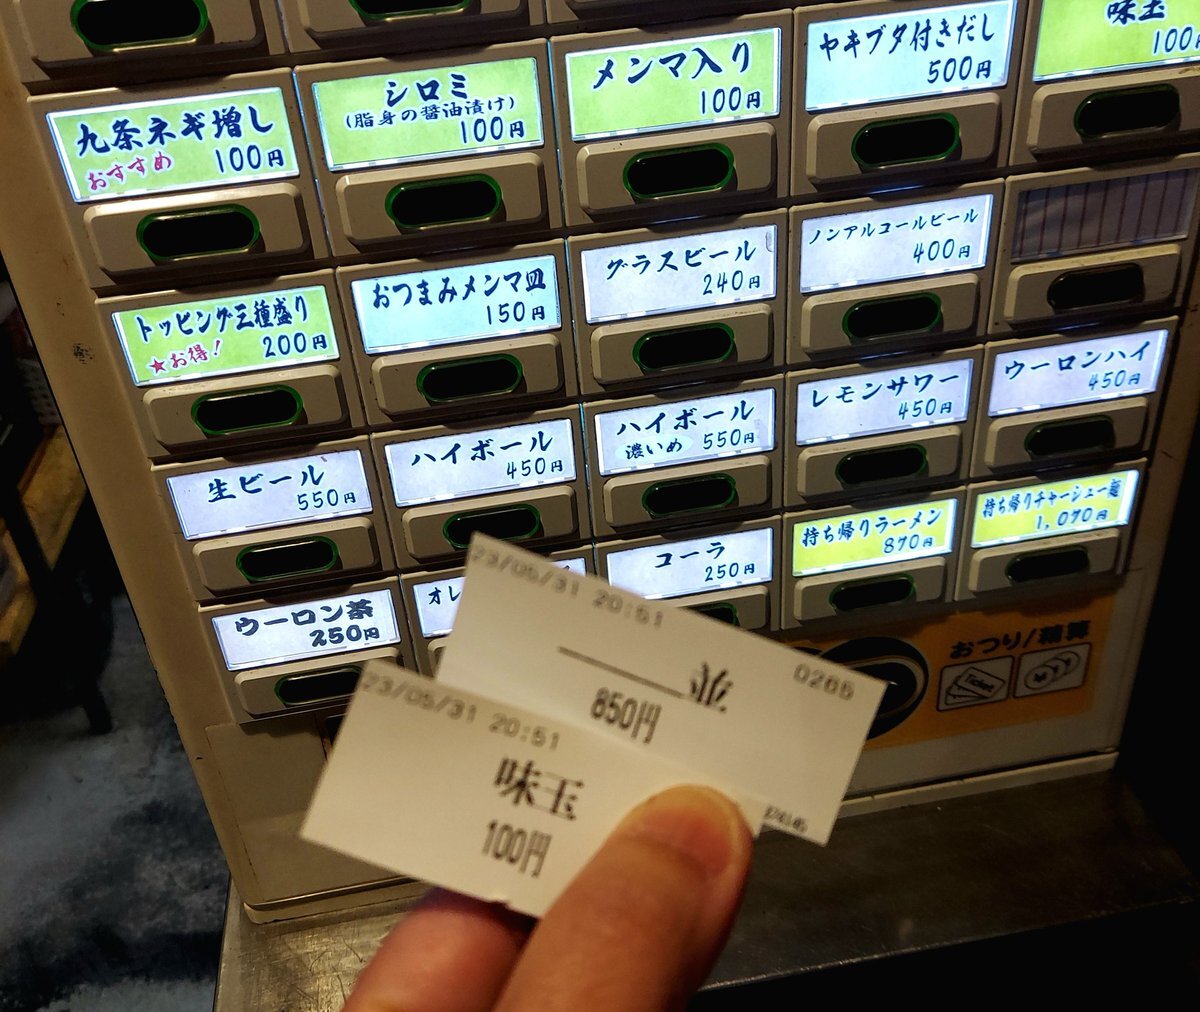 ヤキブタ付きだし
500円
味玉
100円
九条ネギ増し
おすすめ 100円
シロミ
(脂身の醤油漬け)
100円
メンマ入り
100円
トッピング三種盛り
★お得! 200円
おつまみメンマ皿
150円
グラスビール
240円
ノンアルコールビール
400円
生ビール
550円
ハイボール
450円
ハイボール
濃いめ 550円
レモンサワー
450円
ウーロンハイ
450円
ウーロン茶
250円
オレ
コーラ
250円
持ち帰りラーメン
870円
持ち帰りチャーシュー麺
1,070円
おつり/精算
Ticket
23/05/31 20:51
0266
並
850円
23/05/31 20:51
味玉
100円